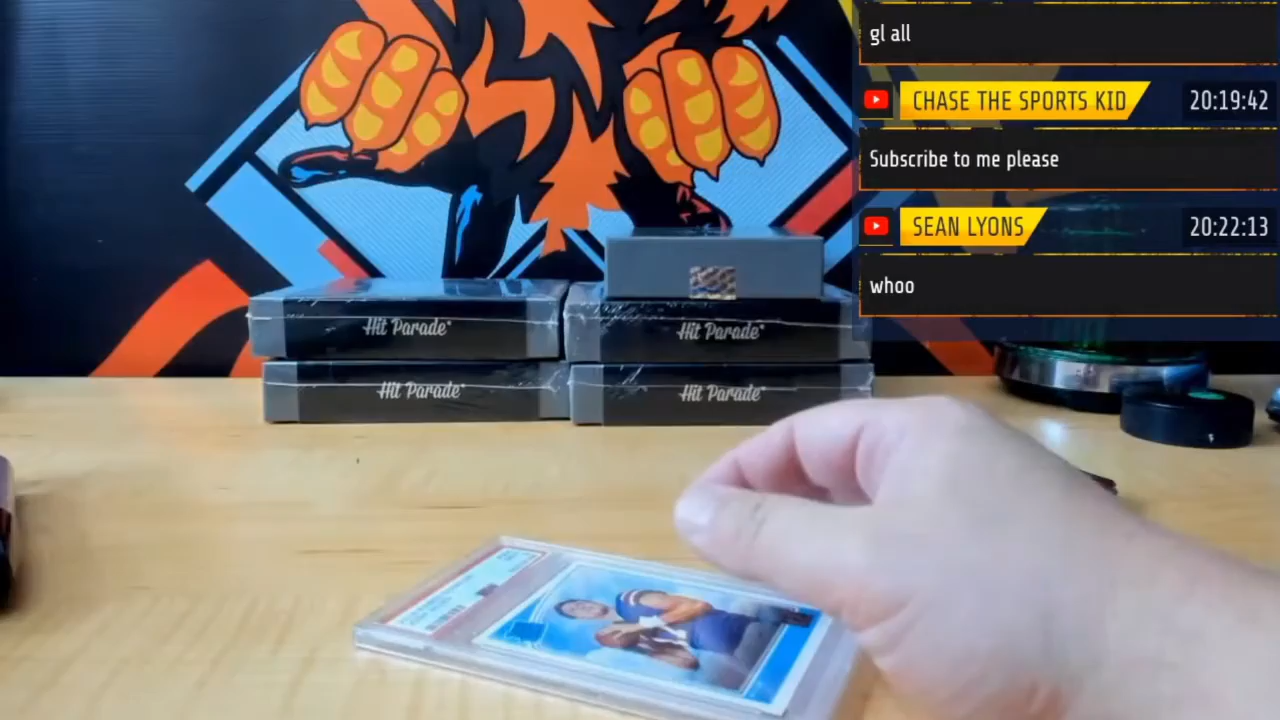 gl all
CHASE THE SPORTS KID 20:19:42
Subscribe to me please
SEAN LYONS 20:22:13
whoo
Hit Parade
Hit Parade
Hit Parade
Hit Parade